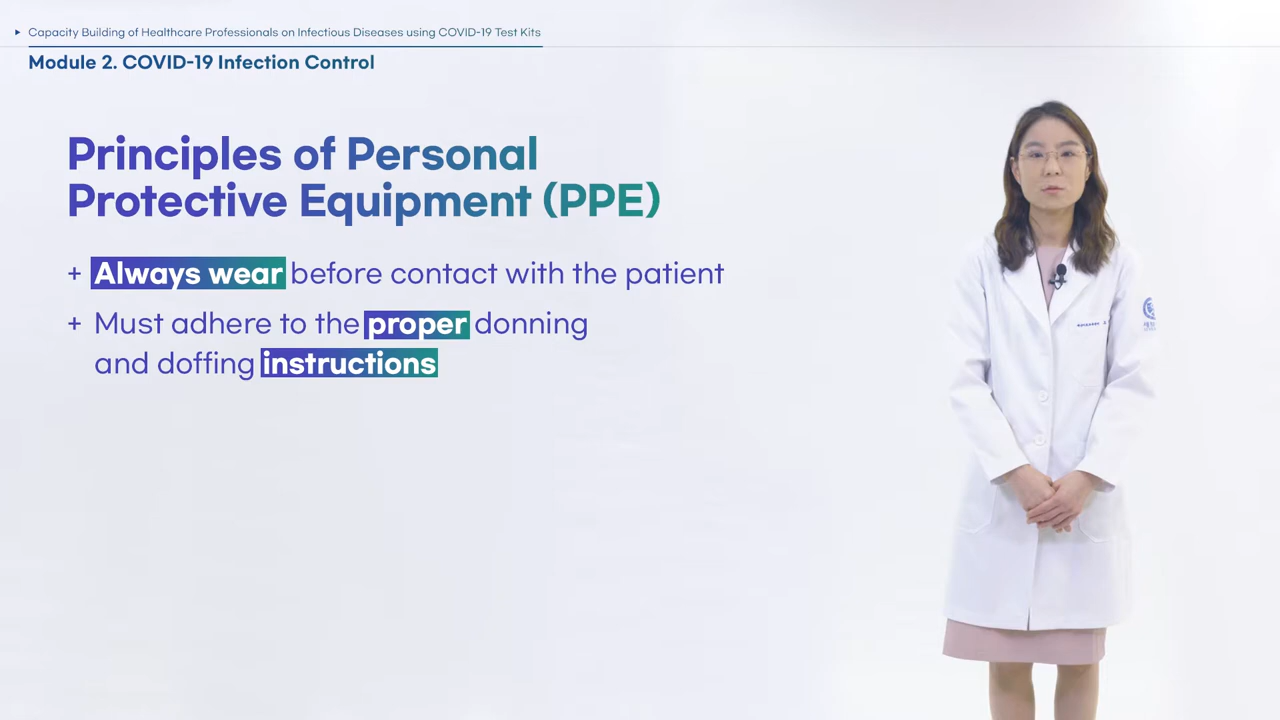 Capacity Building of Healthcare Professionals on Infectious Diseases using COVID-19 Test Kits
Module 2. COVID-19 Infection Control
Principles of Personal
Protective Equipment (PPE)
+ Always wear before contact with the patient
+ Must adhere to the proper donning
and doffing instructions